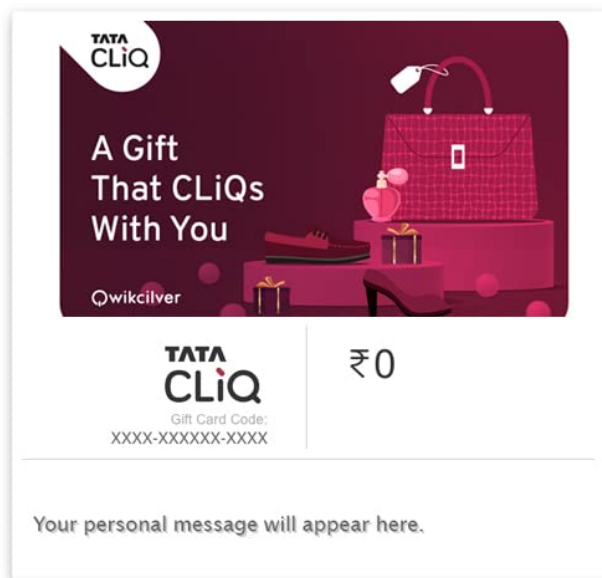 TATA
CLiQ
A Gift
That CLiQs
With You
Qwikcilver
TATA
CLiQ
₹0
Gift Card Code:
XXXX-XXXXXX-XXXX
Your personal message will appear here.